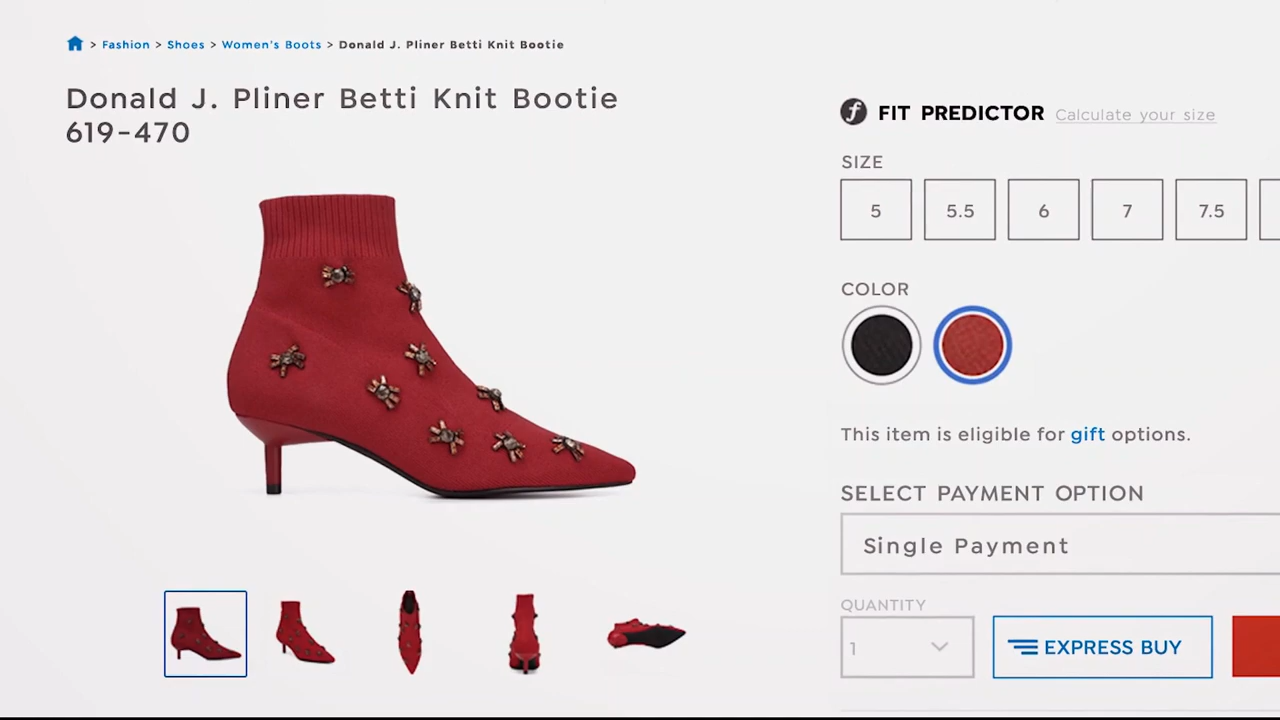 > Fashion > Shoes > Women's Boots > Donald J. Pliner Betti Knit Bootie
Donald J. Pliner Betti Knit Bootie
619-470
f FIT PREDICTOR Calculate your size
SIZE
5 5.5 6 7 7.5
COLOR
This item is eligible for gift options.
SELECT PAYMENT OPTION
Single Payment
QUANTITY
1
EXPRESS BUY